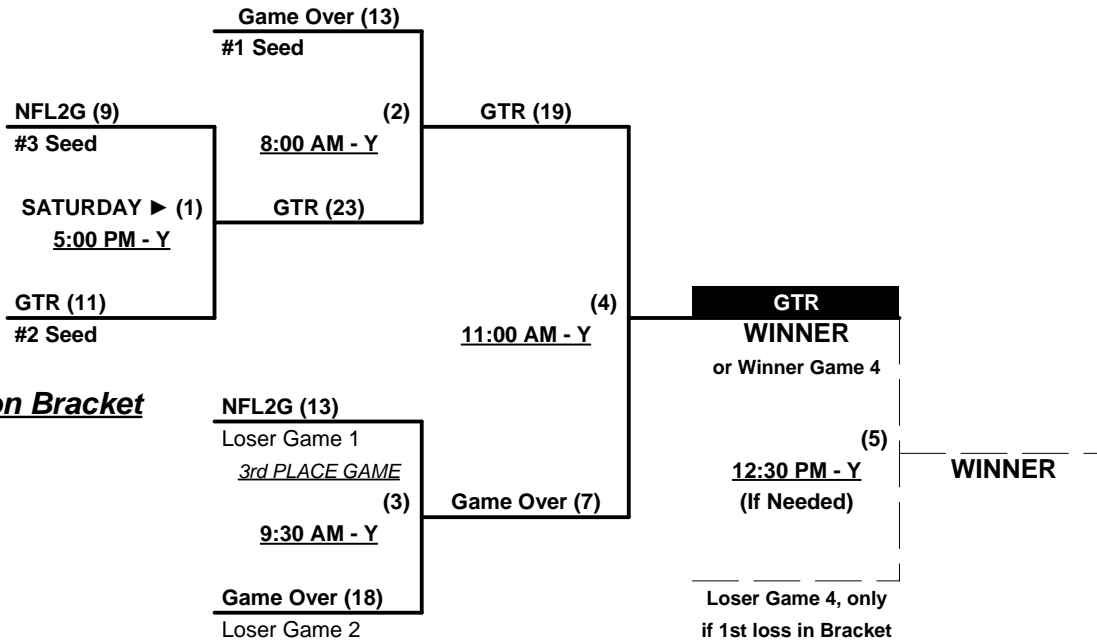 Game Over (13)
#1 Seed
NFL2G (9)
#3 Seed
(2)
8:00 AM - Y
GTR (19)
SATURDAY ► (1)
5:00 PM - Y
GTR (23)
GTR (11)
#2 Seed
(4)
11:00 AM - Y
GTR
WINNER
or Winner Game 4
on Bracket
NFL2G (13)
Loser Game 1
3rd PLACE GAME
(3)
9:30 AM - Y
Game Over (7)
(5)
12:30 PM - Y
(If Needed)
WINNER
Game Over (18)
Loser Game 2
Loser Game 4, only
if 1st loss in Bracket